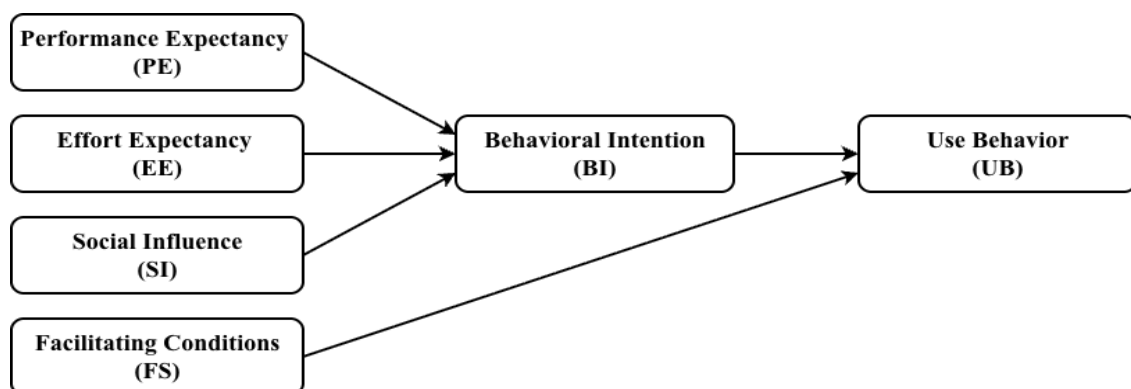 Performance Expectancy
(PE)
Effort Expectancy
(EE)
Social Influence
(SI)
Facilitating Conditions
(FS)
Behavioral Intention
(BI)
Use Behavior
(UB)